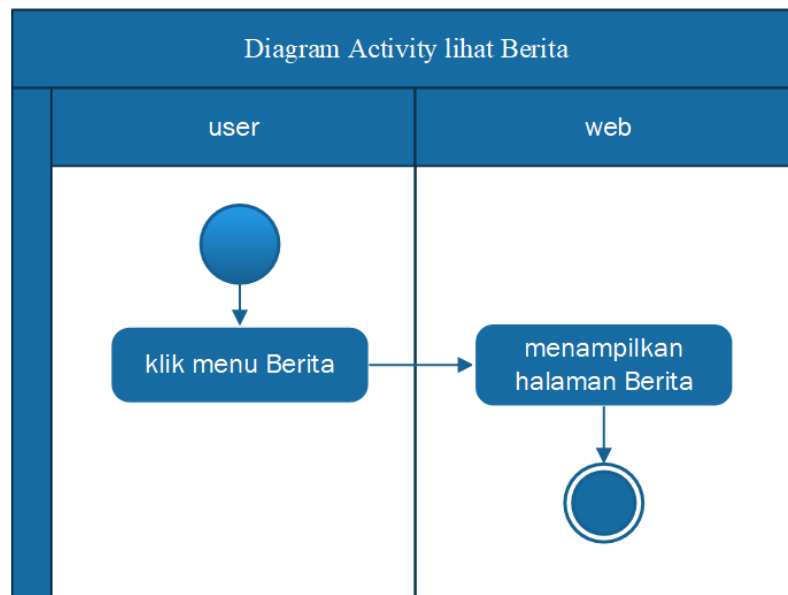 Diagram Activity lihat Berita
user
web
klik menu Berita
menampilkan
halaman Berita